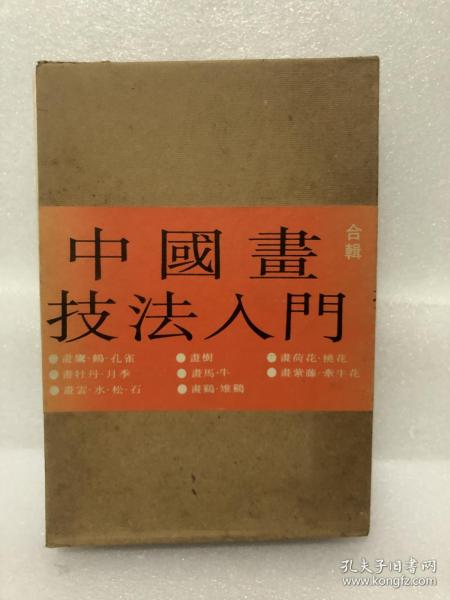 中國畫
技法入門
合輯
●畫鷹·鶴·孔雀
●畫牡丹·月季
●畫雲·水·松·石
●畫樹
●畫馬·牛
●畫鷄·雛鷄
●畫荷花·桃花
●畫紫藤·牽牛花
孔夫子旧书网
www.kongfz.com